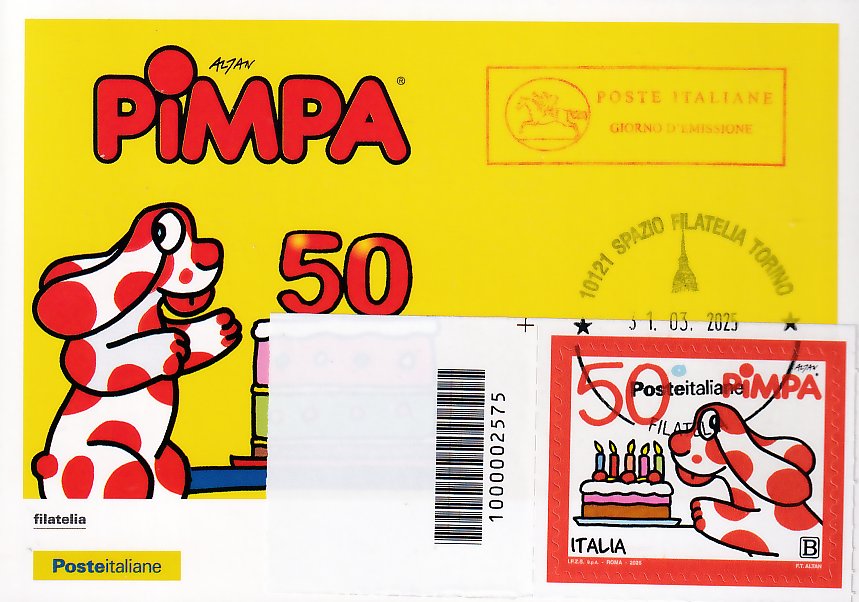 ALTAN
PiMPA®
POSTE ITALIANE
GIORNO D'EMISSIONE
50
10121 SPAZIO FILATELIA TORINO
31. 03. 2025
1000002575
50°
ALTAN
PiMPA
Posteitaliane
FILATELIA
ITALIA
B
I.P.Z.S. S.p.A. - ROMA - 2025
F.T. ALTAN
filatelia
Posteitaliane